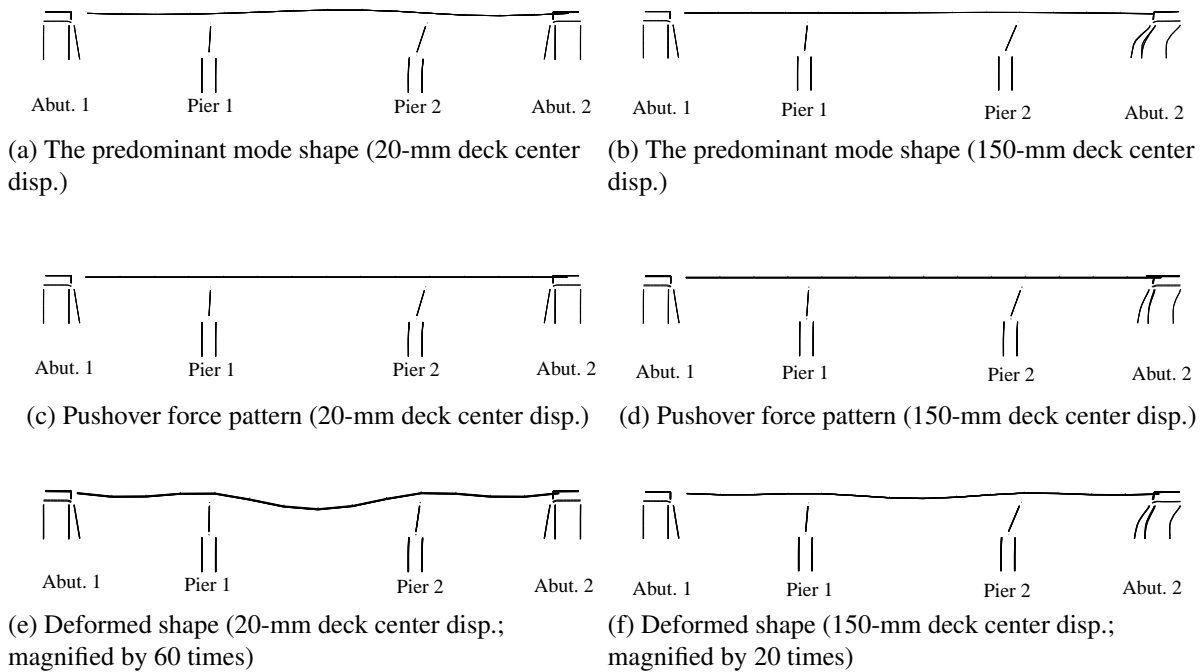 Abut. 1 Pier 1 Pier 2 Abut. 2
Abut. 1 Pier 1 Pier 2 Abut. 2
(a) The predominant mode shape (20-mm deck center
disp.)
(b) The predominant mode shape (150-mm deck center
disp.)
Abut. 1 Pier 1 Pier 2 Abut. 2
Abut. 1 Pier 1 Pier 2 Abut. 2
(c) Pushover force pattern (20-mm deck center disp.)
(d) Pushover force pattern (150-mm deck center disp.)
Abut. 1 Pier 1 Pier 2 Abut. 2
Abut. 1 Pier 1 Pier 2 Abut. 2
(e) Deformed shape (20-mm deck center disp.;
magnified by 60 times)
(f) Deformed shape (150-mm deck center disp.;
magnified by 20 times)